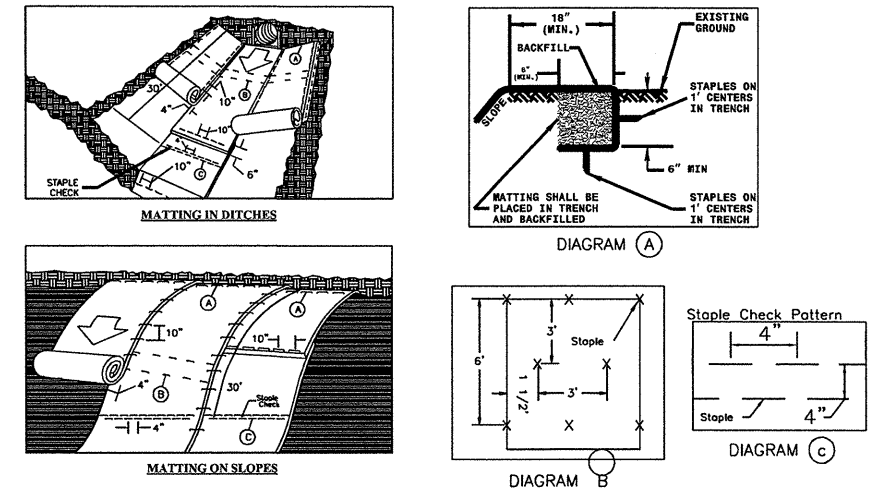 30'
4"
10"
A
B
10"
4"
6"
C
10"
STAPLE
CHECK
MATTING IN DITCHES
18"
(MIN.)
EXISTING
GROUND
BACKFILL
6"
(MIN.)
SLOPE
STAPLES ON
1' CENTERS
IN TRENCH
6" MIN
MATTING SHALL BE
PLACED IN TRENCH
AND BACKFILLED
STAPLES ON
1' CENTERS
IN TRENCH
DIAGRAM A
A
A
10"
10"
4"
B
30'
Staple
Check
4"
C
MATTING ON SLOPES
3'
Staple
6'
1 1/2'
3'
DIAGRAM B
Staple Check Pattern
4"
Staple
4"
DIAGRAM c